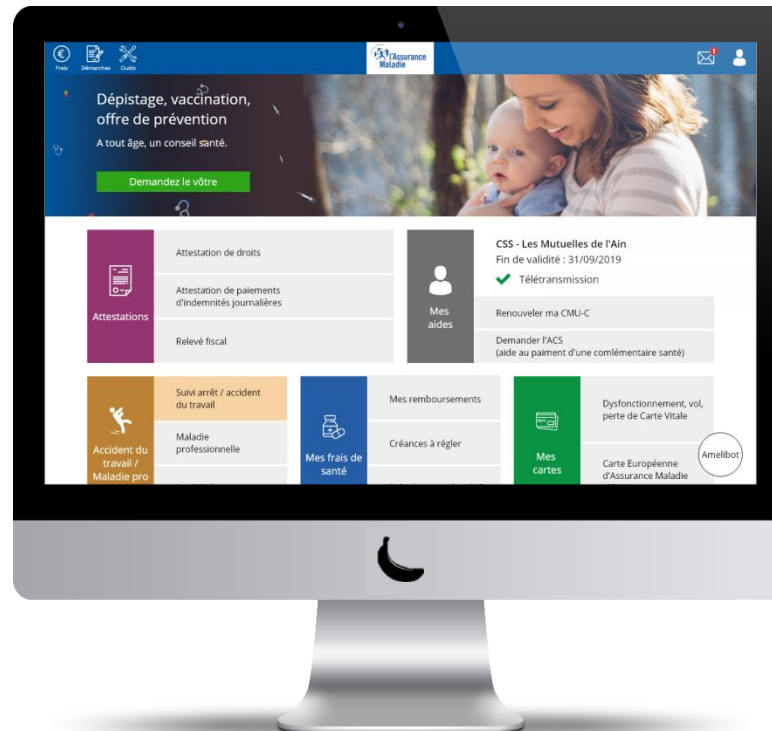 Frais
Démarches
Outils
l'Assurance
Maladie
Dépistage, vaccination,
offre de prévention
A tout âge, un conseil santé.
Demandez le vôtre
Attestations
Attestation de droits
Attestation de paiements
d'indemnités journalières
Relevé fiscal
Mes
aides
CSS - Les Mutuelles de l'Ain
Fin de validité : 31/09/2019
Télétransmission
Renouveler ma CMU-C
Demander l'ACS
(aide au paiment d'une comlémentaire santé)
Accident du
travail /
Maladie pro
Suivi arrêt / accident
du travail
Maladie
professionnelle
Mes frais de
santé
Mes remboursements
Créances à régler
Mes
cartes
Dysfonctionnement, vol,
perte de Carte Vitale
Carte Européenne
d'Assurance Maladie
Amelibot